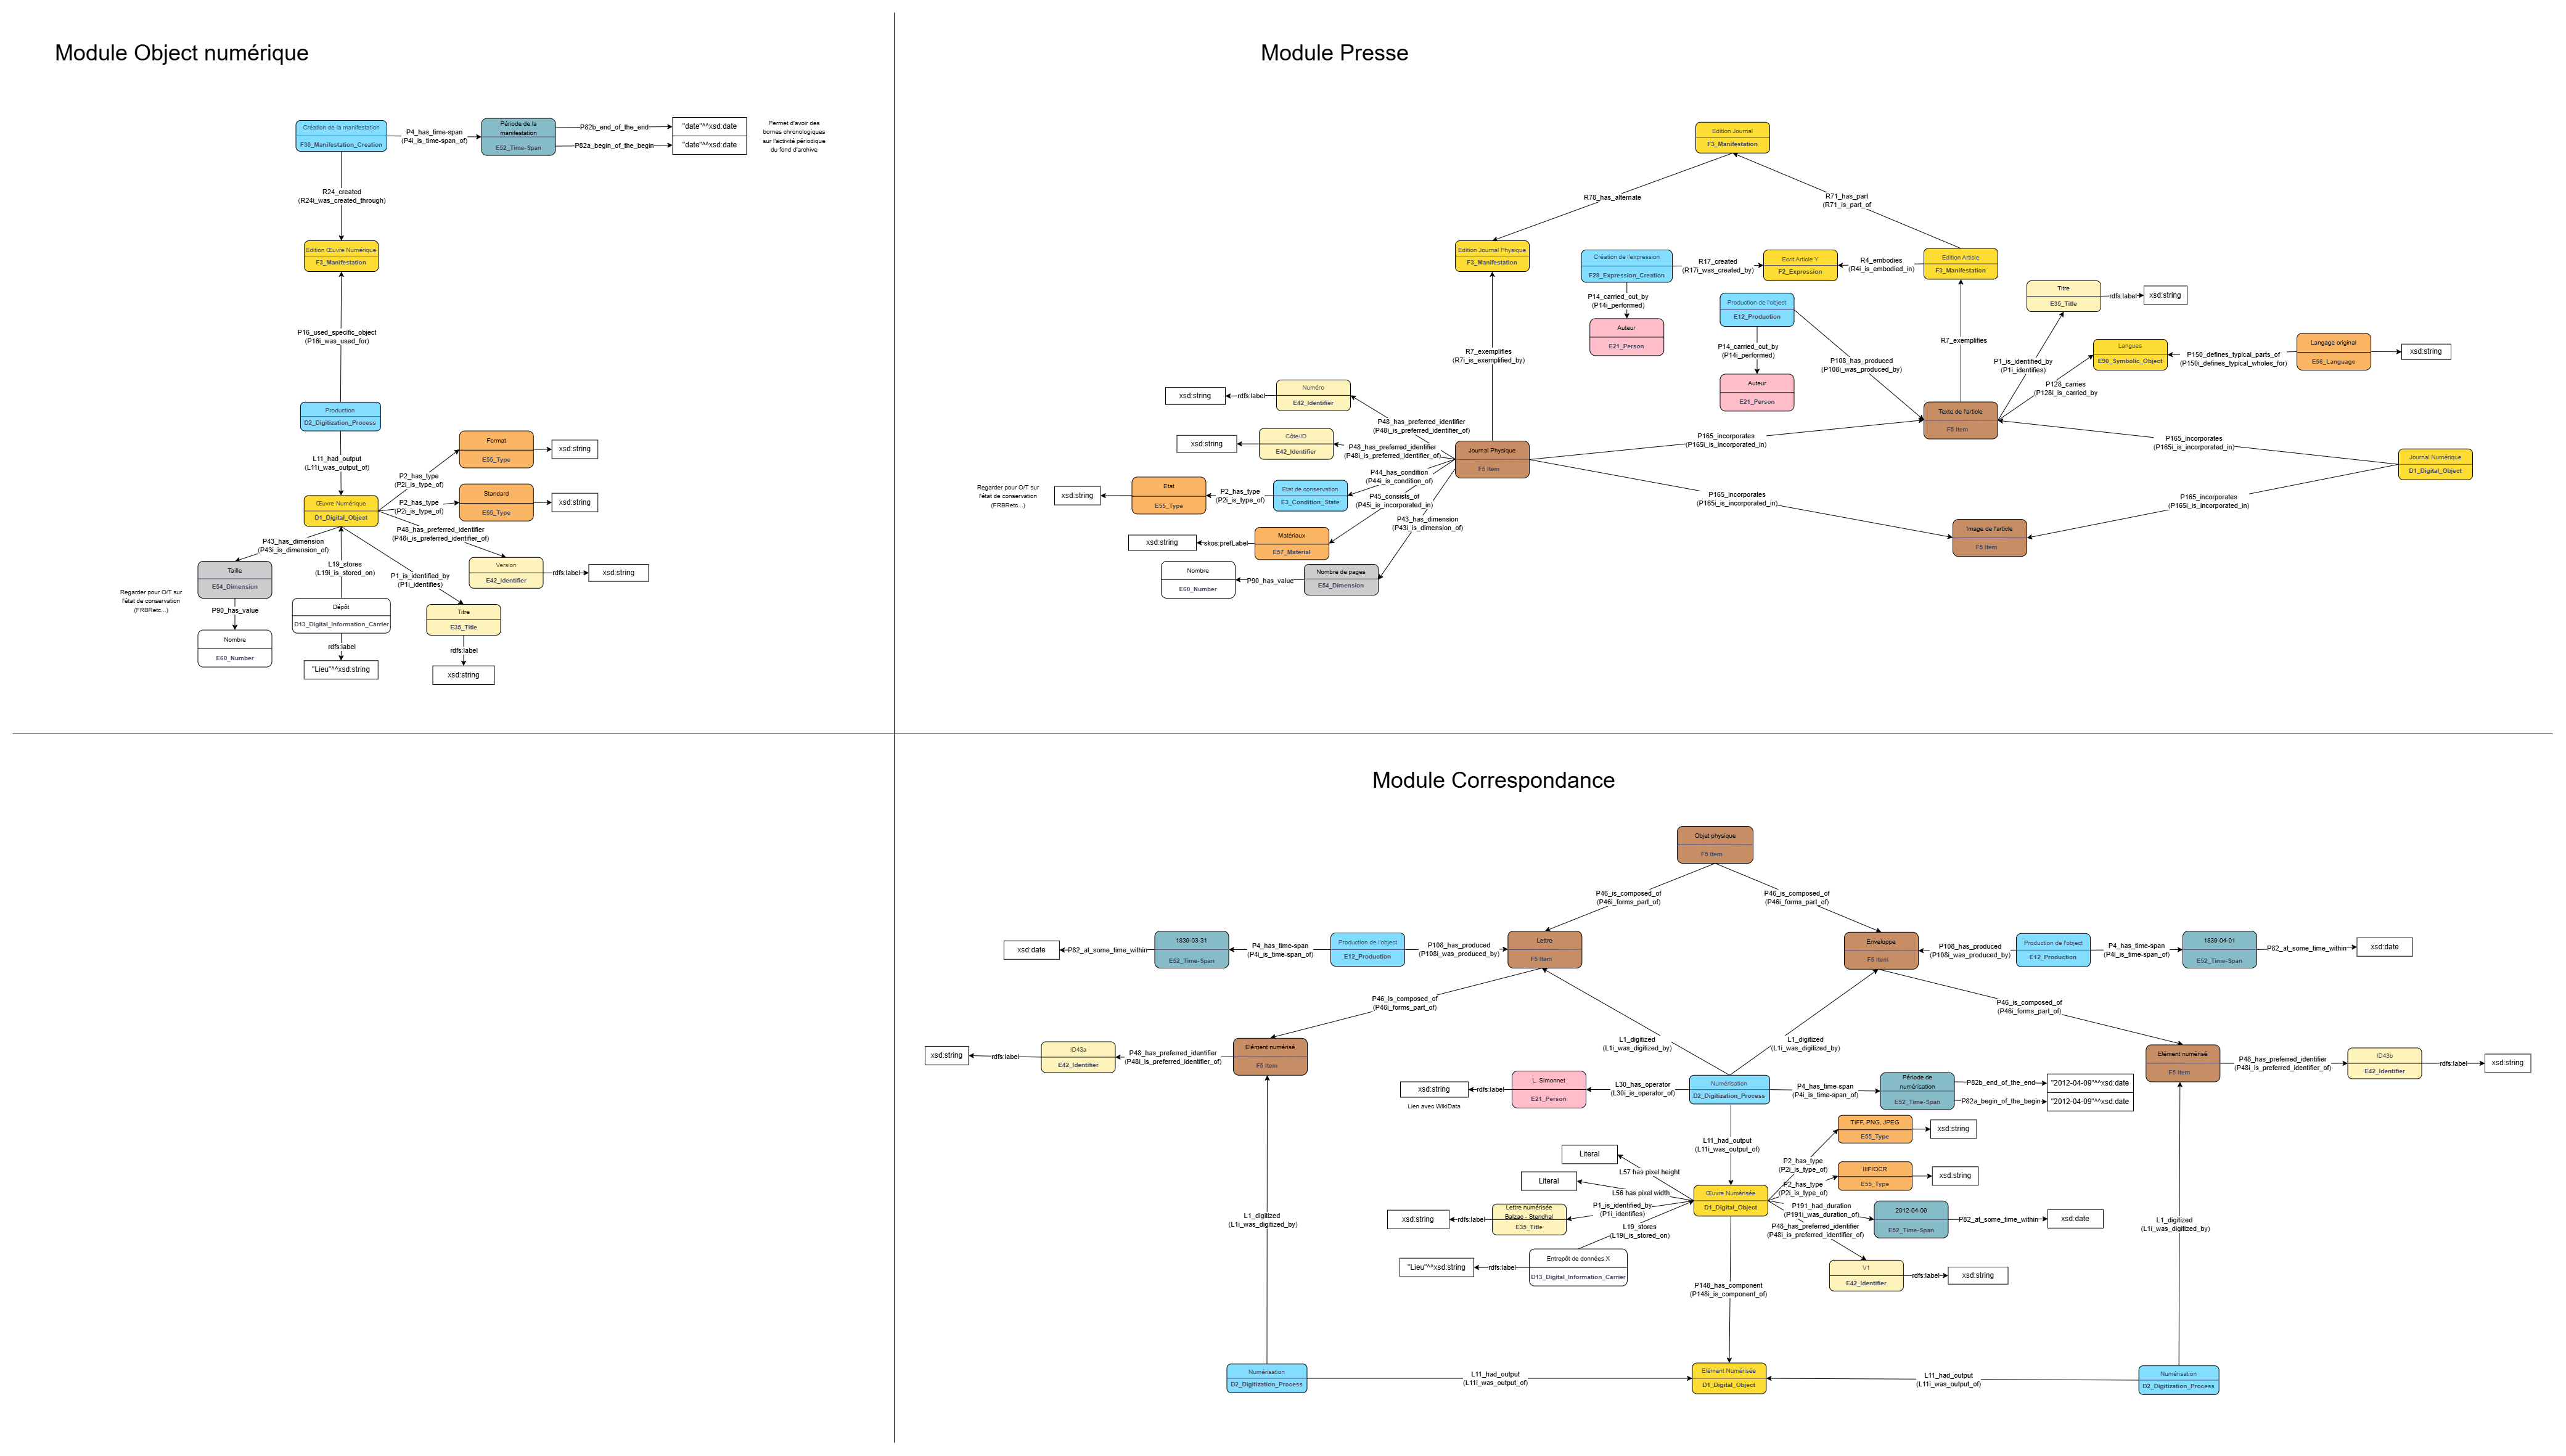 Module Object numérique
Création de la manifestation
F30_Manifestation_Creation
P4_has_time-span
(P4i_is_time-span_of)
Période de la
manifestation
E52_Time-Span
P82b_end_of_the_end
P82a_begin_of_the_begin
"date"^^xsd:date
"date"^^xsd:date
Permet d'avoir des
bornes chronologiques
sur l'activité périodique
du fond d'archive
R24_created
(R24i_was_created_through)
Edition Œuvre Numérique
F3_Manifestation
P16_used_specific_object
(P16i_was_used_for)
Production
D2_Digitization_Process
L11_had_output
(L11i_was_output_of)
Format
E55_Type
xsd:string
P2_has_type
(P2i_is_type_of)
Standard
E55_Type
xsd:string
P2_has_type
(P2i_is_type_of)
Œuvre Numérique
D1_Digital_Object
P48_has_preferred_identifier
(P48i_is_preferred_identifier_of)
Version
E42_Identifier
rdfs:label
xsd:string
P43_has_dimension
(P43i_is_dimension_of)
Taille
E54_Dimension
P90_has_value
Nombre
E60_Number
Regarder pour O/T sur
l'état de conservation
(FRBRetc...)
L19_stores
(L19i_is_stored_on)
Dépôt
D13_Digital_Information_Carrier
rdfs:label
"Lieu"^^xsd:string
P1_is_identified_by
(P1i_identifies)
Titre
E35_Title
rdfs:label
xsd:string
Module Presse
Edition Journal
F3_Manifestation
R78_has_alternate
R71_has_part
(R71_is_part_of
Edition Journal Physique
F3_Manifestation
Création de l'expression
F28_Expression_Creation
R17_created
(R17i_was_created_by)
Ecrit Article Y
F2_Expression
R4_embodies
(R4i_is_embodied_in)
Edition Article
F3_Manifestation
P14_carried_out_by
(P14i_performed)
Auteur
E21_Person
Production de l'object
E12_Production
P14_carried_out_by
(P14i_performed)
Auteur
E21_Person
P108_has_produced
(P108i_was_produced_by)
R7_exemplifies
Titre
E35_Title
rdfs:label
xsd:string
P1_is_identified_by
(P1i_identifies)
Langues
E90_Symbolic_Object
P150_defines_typical_parts_of
(P150i_defines_typical_wholes_for)
Langage original
E56_Language
xsd:string
P128_carries
(P128i_is_carried_by
R7_exemplifies
(R7i_is_exemplified_by)
xsd:string
rdfs:label
Numéro
E42_Identifier
P48_has_preferred_identifier
(P48i_is_preferred_identifier_of)
xsd:string
Côte/ID
E42_Identifier
P48_has_preferred_identifier
(P48i_is_preferred_identifier_of)
Journal Physique
F5 Item
P44_has_condition
(P44i_is_condition_of)
Regarder pour O/T sur
l'état de conservation
(FRBRetc...)
xsd:string
Etat
E55_Type
P2_has_type
(P2i_is_type_of)
Etat de conservation
E3_Condition_State
P45_consists_of
(P45i_is_incorporated_in)
xsd:string
skos:prefLabel
Matériaux
E57_Material
P43_has_dimension
(P43i_is_dimension_of)
Nombre
E60_Number
P90_has_value
Nombre de pages
E54_Dimension
Texte de l'article
F5 Item
P165_incorporates
(P165i_is_incorporated_in)
P165_incorporates
(P165i_is_incorporated_in)
P165_incorporates
(P165i_is_incorporated_in)
P165_incorporates
(P165i_is_incorporated_in)
Journal Numérique
D1_Digital_Object
Image de l'article
F5 Item
Module Correspondance
Objet physique
F5 Item
P46_is_composed_of
(P46i_forms_part_of)
P46_is_composed_of
(P46i_forms_part_of)
xsd:date
P82_at_some_time_within
1839-03-31
E52_Time-Span
P4_has_time-span
(P4i_is_time-span_of)
Production de l'object
E12_Production
P108_has_produced
(P108i_was_produced_by)
Lettre
F5 Item
Enveloppe
F5 Item
P108_has_produced
(P108i_was_produced_by)
Production de l'object
E12_Production
P4_has_time-span
(P4i_is_time-span_of)
1839-04-01
E52_Time-Span
P82_at_some_time_within
xsd:date
P46_is_composed_of
(P46i_forms_part_of)
P46_is_composed_of
(P46i_forms_part_of)
L1_digitized
(L1i_was_digitized_by)
L1_digitized
(L1i_was_digitized_by)
xsd:string
rdfs:label
ID43a
E42_Identifier
P48_has_preferred_identifier
(P48i_is_preferred_identifier_of)
Elément numérisé
F5 Item
Elément numérisé
F5 Item
P48_has_preferred_identifier
(P48i_is_preferred_identifier_of)
ID43b
E42_Identifier
rdfs:label
xsd:string
xsd:string
rdfs:label
Lien avec WikiData
L. Simonnet
E21_Person
L30_has_operator
(L30i_is_operator_of)
Numérisation
D2_Digitization_Process
P4_has_time-span
(P4i_is_time-span_of)
Période de
numérisation
E52_Time-Span
P82b_end_of_the_end
P82a_begin_of_the_begin
"2012-04-09"^^xsd:date
"2012-04-09"^^xsd:date
L11_had_output
(L11i_was_output_of)
TIFF, PNG, JPEG
E55_Type
xsd:string
P2_has_type
(P2i_is_type_of)
IIIF/OCR
E55_Type
xsd:string
P2_has_type
(P2i_is_type_of)
Literal
L57 has pixel height
Literal
L56 has pixel width
Œuvre Numérisée
D1_Digital_Object
P191_had_duration
(P191i_was_duration_of)
2012-04-09
E52_Time-Span
P82_at_some_time_within
xsd:date
xsd:string
rdfs:label
Lettre numérisée
Balzac - Stendhal
E35_Title
P1_is_identified_by
(P1i_identifies)
L19_stores
(L19i_is_stored_on)
P48_has_preferred_identifier
(P48i_is_preferred_identifier_of)
"Lieu"^^xsd:string
rdfs:label
Entrepôt de données X
D13_Digital_Information_Carrier
V1
E42_Identifier
rdfs:label
xsd:string
L1_digitized
(L1i_was_digitized_by)
L1_digitized
(L1i_was_digitized_by)
P148_has_component
(P148i_is_component_of)
Numérisation
D2_Digitization_Process
L11_had_output
(L11i_was_output_of)
Elément Numérisée
D1_Digital_Object
L11_had_output
(L11i_was_output_of)
Numérisation
D2_Digitization_Process